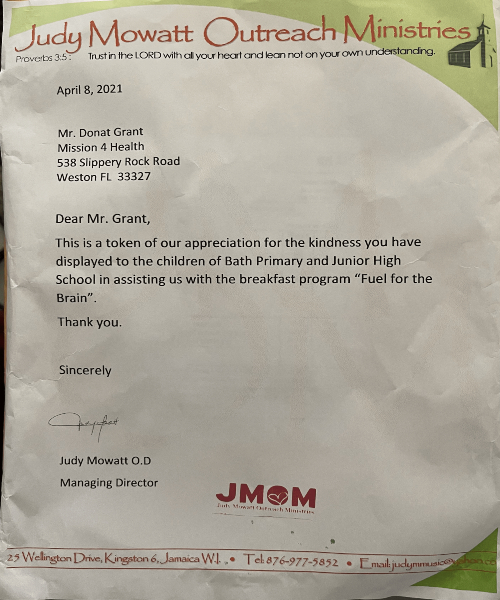 Judy Mowatt Outreach Ministries
Proverbs 3:5: Trust in the LORD with all your heart and lean not on your own understanding.
April 8, 2021
Mr. Donat Grant
Mission 4 Health
538 Slippery Rock Road
Weston FL 33327
Dear Mr. Grant,
This is a token of our appreciation for the kindness you have
displayed to the children of Bath Primary and Junior High
School in assisting us with the breakfast program “Fuel for the
Brain”.
Thank you.
Sincerely
Judy Mowatt O.D
Managing Director
JMOM
Judy Mowatt Outreach Ministries
25 Wellington Drive, Kingston 6, Jamaica W.I. , • Tel: 876-977-5852 • Email: judymmusic@yahoo.co